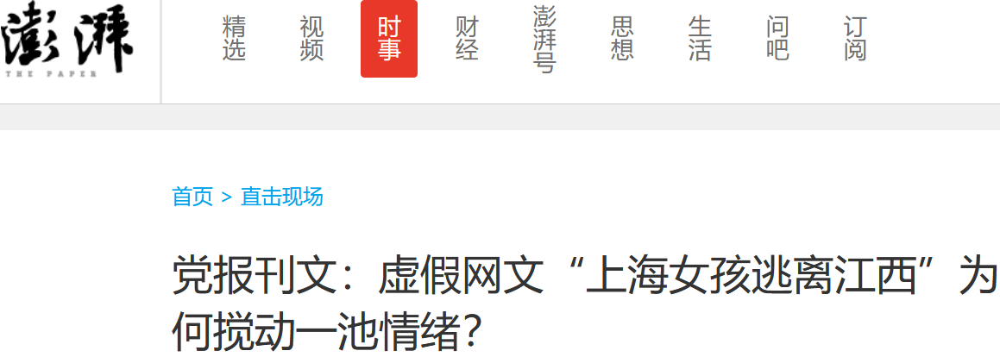 澎湃
THE PAPER
精选
视频
时事
财经
澎湃号
思想
生活
问吧
订阅
首页 > 直击现场
党报刊文：虚假网文“上海女孩逃离江西”为
何搅动一池情绪？